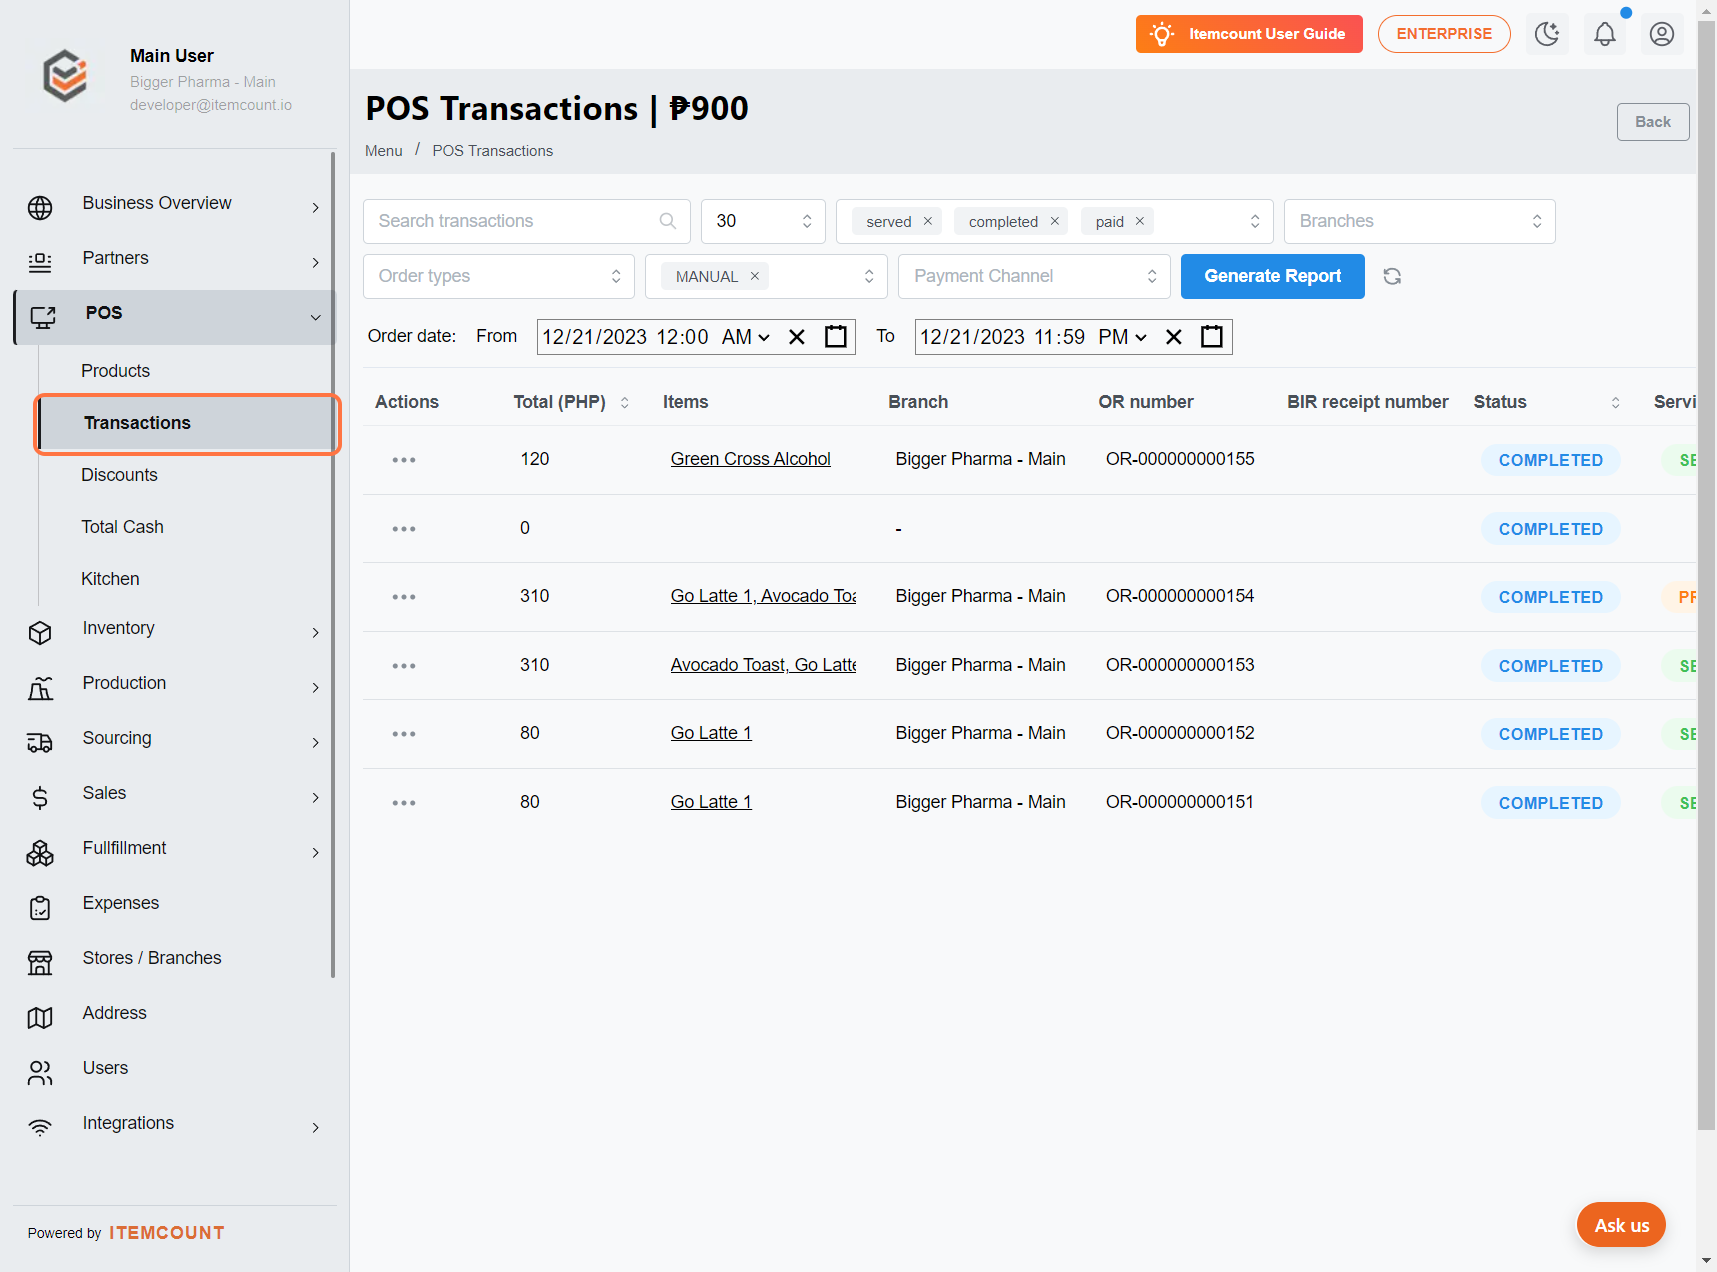 Main User
Bigger Pharma - Main
developer@itemcount.io
Business Overview
Partners
POS
Products
Transactions
Discounts
Total Cash
Kitchen
Inventory
Production
Sourcing
Sales
Fullfillment
Expenses
Stores / Branches
Address
Users
Integrations
Powered by ITEMCOUNT
Itemcount User Guide
ENTERPRISE
POS Transactions | ₱900
Menu / POS Transactions
Back
Search transactions
30
served × completed × paid ×
Branches
Order types
MANUAL ×
Payment Channel
Generate Report
Order date: From 12/21/2023 12:00 AM To 12/21/2023 11:59 PM
Actions Total (PHP) Items Branch OR number BIR receipt number Status Servi
••• 120 Green Cross Alcohol Bigger Pharma - Main OR-000000000155 COMPLETED SE
••• 0 - COMPLETED
••• 310 Go Latte 1, Avocado Toa Bigger Pharma - Main OR-000000000154 COMPLETED PR
••• 310 Avocado Toast, Go Latte Bigger Pharma - Main OR-000000000153 COMPLETED SE
••• 80 Go Latte 1 Bigger Pharma - Main OR-000000000152 COMPLETED SE
••• 80 Go Latte 1 Bigger Pharma - Main OR-000000000151 COMPLETED SE
Ask us